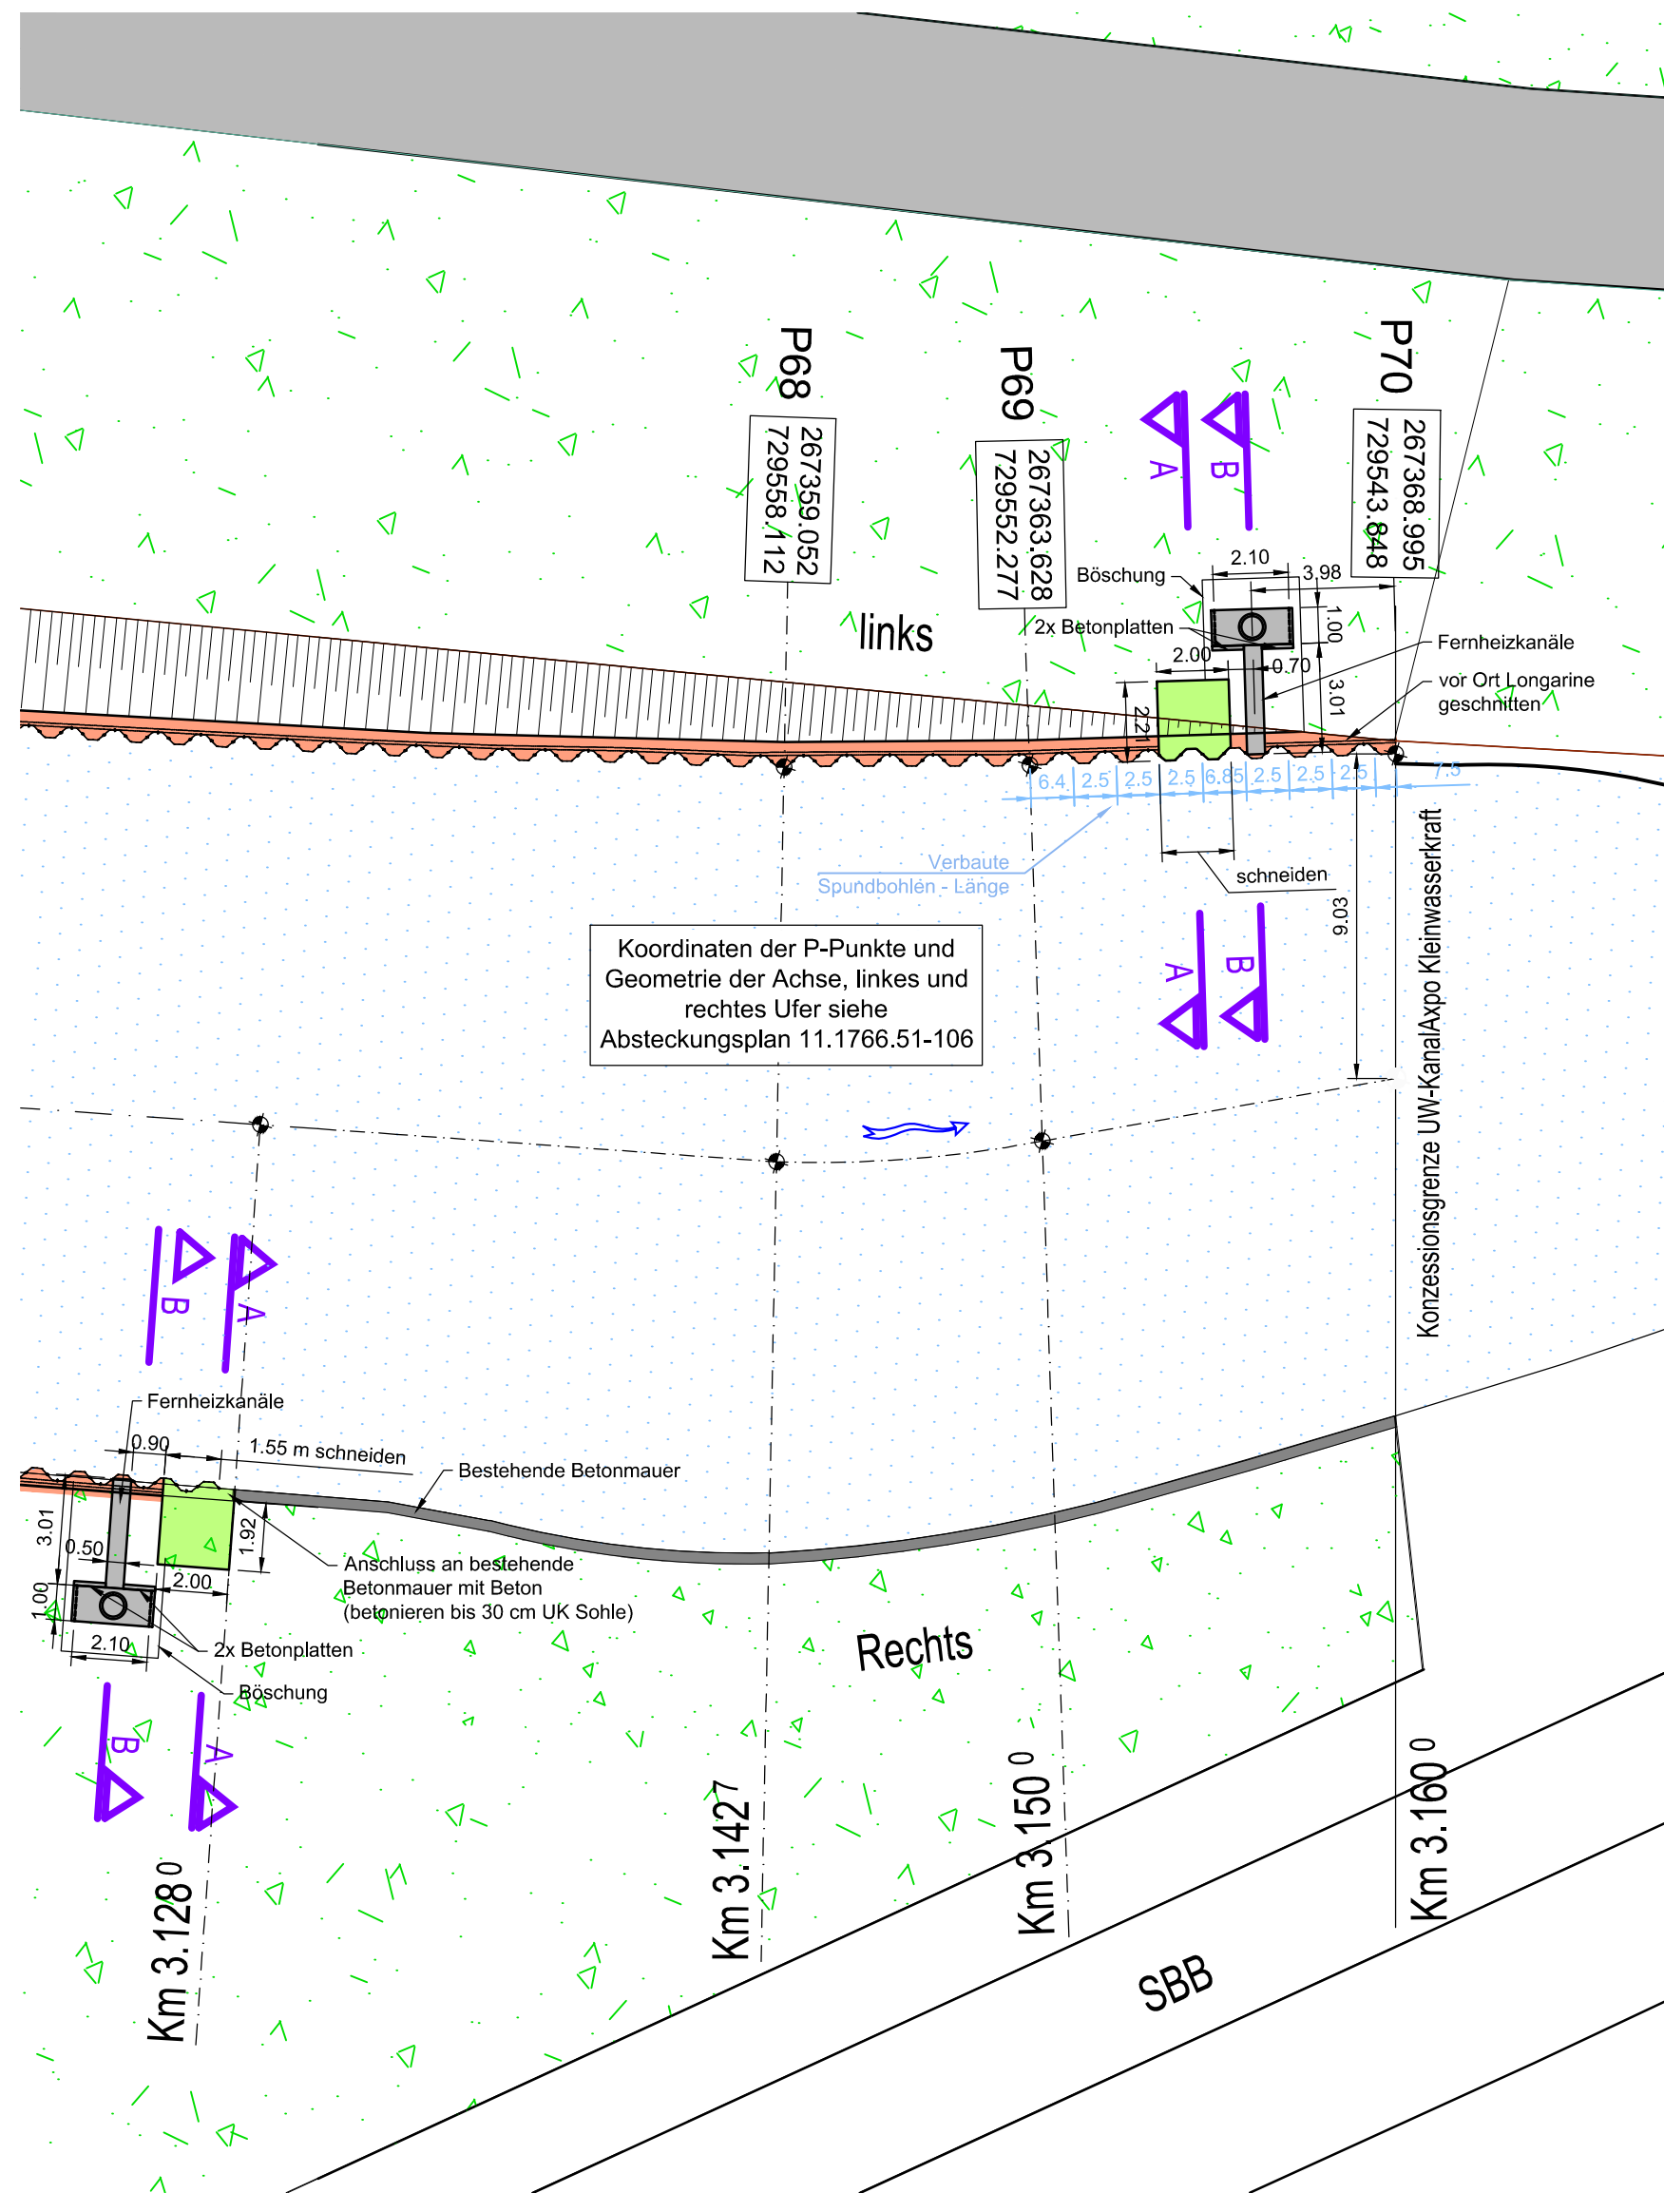 P68
267359.052
729558.112
P69
267363.628
729552.277
P70
267368.995
729543.848
A
B
links
Böschung
2x Betonplatten
2.10
3.98
1.00
2.00
0.70
3.01
2.21
Fernheizkanäle
vor Ort Longarine
geschnitten
6.4
2.5
2.5
2.5
6.85
2.5
2.5
2.5
7.5
Verbaute
Spundbohlen - Länge
schneiden
9.03
Konzessionsgrenze UW-KanalAxpo Kleinwasserkraft
A
B
Koordinaten der P-Punkte und
Geometrie der Achse, linkes und
rechtes Ufer siehe
Absteckungsplan 11.1766.51-106
B
A
Fernheizkanäle
0.90
1.55 m schneiden
Bestehende Betonmauer
3.01
0.50
1.92
1.00
2.00
2.10
Anschluss an bestehende
Betonmauer mit Beton
(betonieren bis 30 cm UK Sohle)
2x Betonplatten
Böschung
Rechts
B
A
Km 3.128 0
Km 3.142 7
Km 3.150 0
Km 3.160 0
SBB